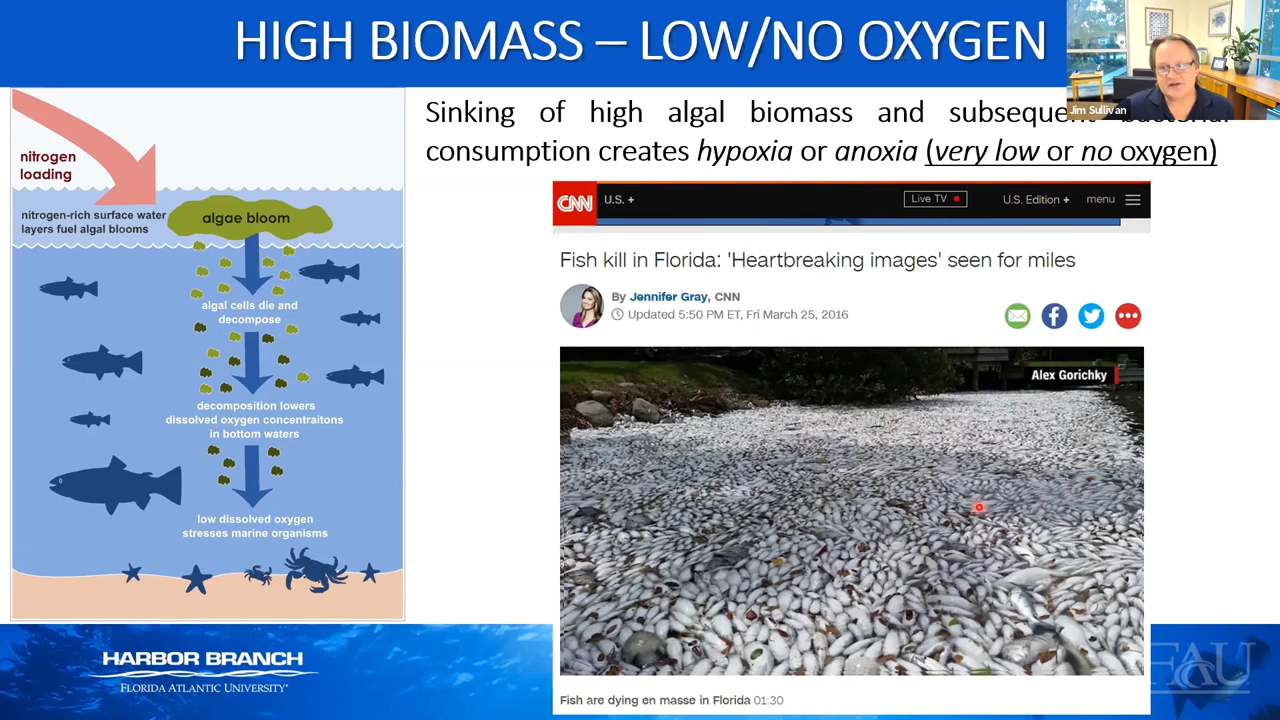 HIGH BIOMASS – LOW/NO OXYGEN
Jim Sullivan
Sinking of high algal biomass and subsequent
consumption creates hypoxia or anoxia (very low or no oxygen)
nitrogen
loading
nitrogen-rich surface water
layers fuel algal blooms
algae bloom
algal cells die and
decompose
decomposition lowers
dissolved oxygen concentraitons
in bottom waters
low dissolved oxygen
stresses marine organisms
CNN
U.S. +
Live TV
U.S. Edition +
menu
Fish kill in Florida: 'Heartbreaking images' seen for miles
By Jennifer Gray, CNN
Updated 5:50 PM ET, Fri March 25, 2016
Alex Gorichky
Fish are dying en masse in Florida 01:30
HARBOR BRANCH
FLORIDA ATLANTIC UNIVERSITY
FAU